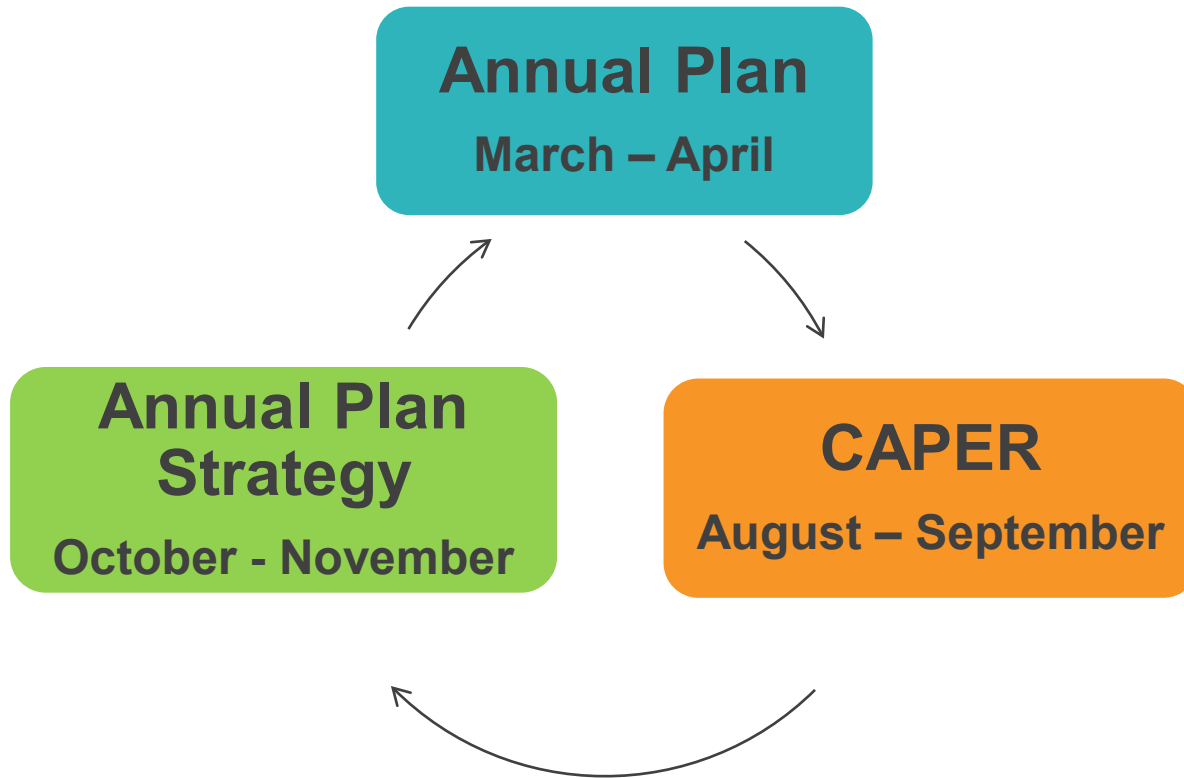 Annual Plan
March – April
Annual Plan
Strategy
October - November
CAPER
August – September